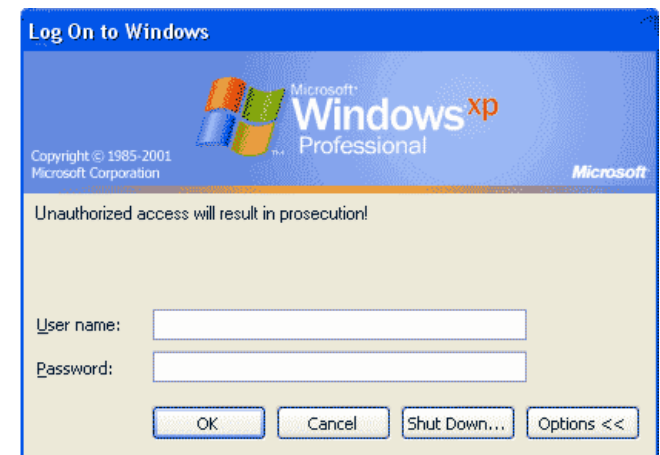 Log On to Windows
Microsoft
Windows xp
Professional
Copyright © 1985-2001
Microsoft Corporation
Microsoft
Unauthorized access will result in prosecution!
User name:
Password:
OK Cancel Shut Down... Options <<